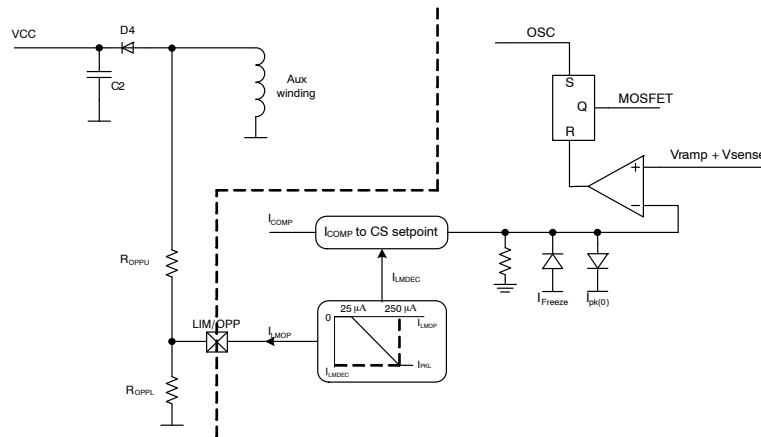 OSC
VCC
D4
C2
Aux
winding
S
Q
R
MOSFET
Vramp + Vsense
+
−
ICOMP
ICOMP to CS setpoint
ROPPU
ILMDEC
IFreeze
Ipk(0)
25 µA
250 µA
0
ILMOP
LIM/OPP
ILMOP
IPKL
ILMDEC
ROPPL